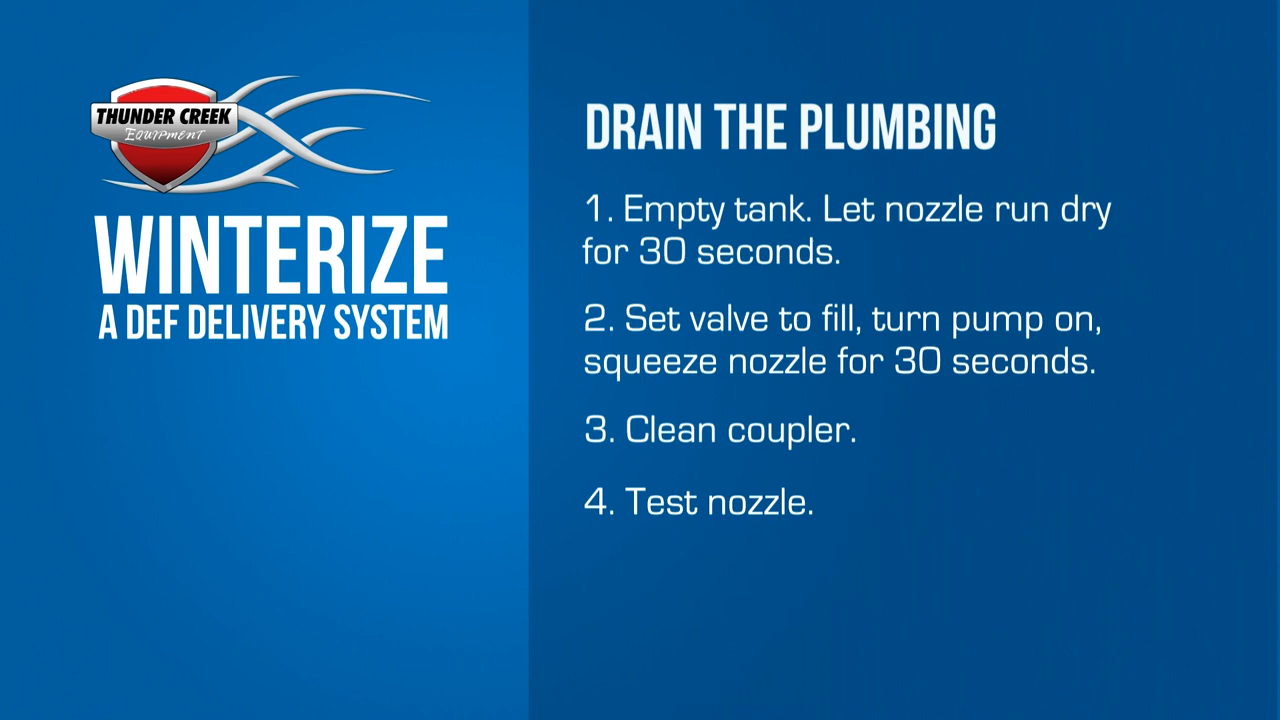 THUNDER CREEK
EQUIPMENT
WINTERIZE
A DEF DELIVERY SYSTEM
DRAIN THE PLUMBING
1. Empty tank. Let nozzle run dry
for 30 seconds.
2. Set valve to fill, turn pump on,
squeeze nozzle for 30 seconds.
3. Clean coupler.
4. Test nozzle.